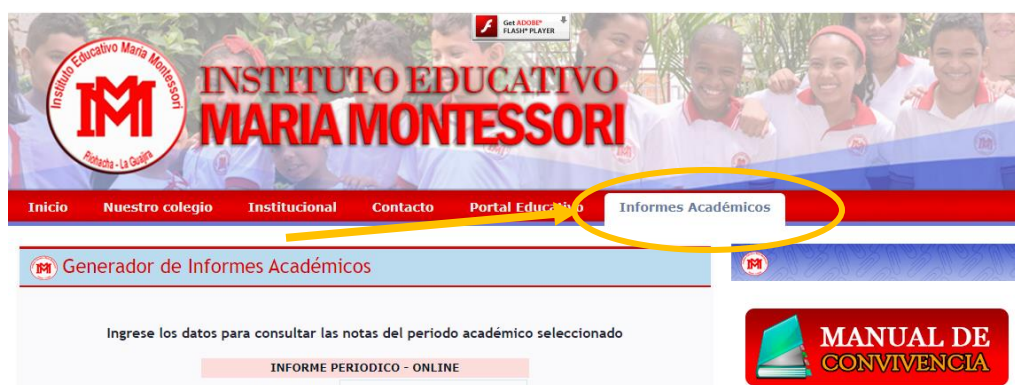 Get ADOBE®
FLASH® PLAYER
Instituto Educativo Maria Montessori
IMM
Riohacha - La Guajira
INSTITUTO EDUCATIVO
MARIA MONTESSORI
Inicio Nuestro colegio Institucional Contacto Portal Educativo Informes Académicos
Generador de Informes Académicos
Ingrese los datos para consultar las notas del periodo académico seleccionado
INFORME PERIODICO - ONLINE
MANUAL DE
CONVIVENCIA